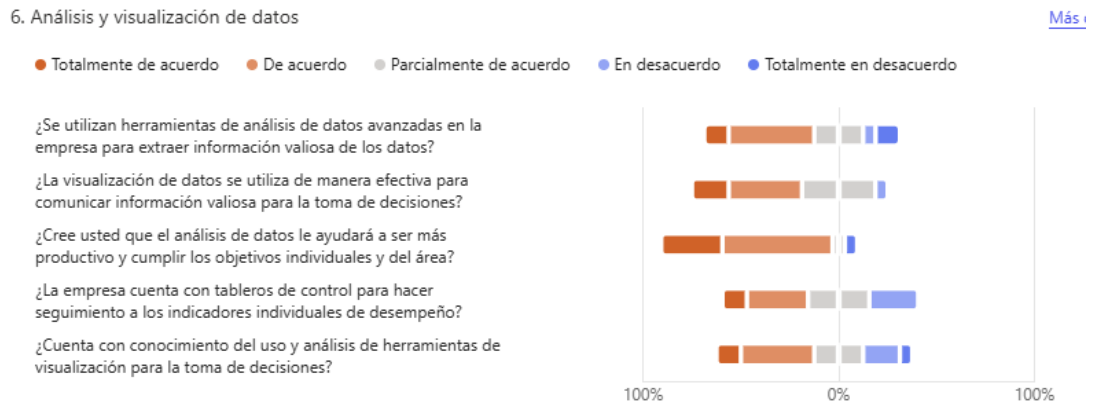 6. Análisis y visualización de datos
Más
Totalmente de acuerdo De acuerdo Parcialmente de acuerdo En desacuerdo Totalmente en desacuerdo
¿Se utilizan herramientas de análisis de datos avanzadas en la
empresa para extraer información valiosa de los datos?
¿La visualización de datos se utiliza de manera efectiva para
comunicar información valiosa para la toma de decisiones?
¿Cree usted que el análisis de datos le ayudará a ser más
productivo y cumplir los objetivos individuales y del área?
¿La empresa cuenta con tableros de control para hacer
seguimiento a los indicadores individuales de desempeño?
¿Cuenta con conocimiento del uso y análisis de herramientas de
visualización para la toma de decisiones?
100% 0% 100%